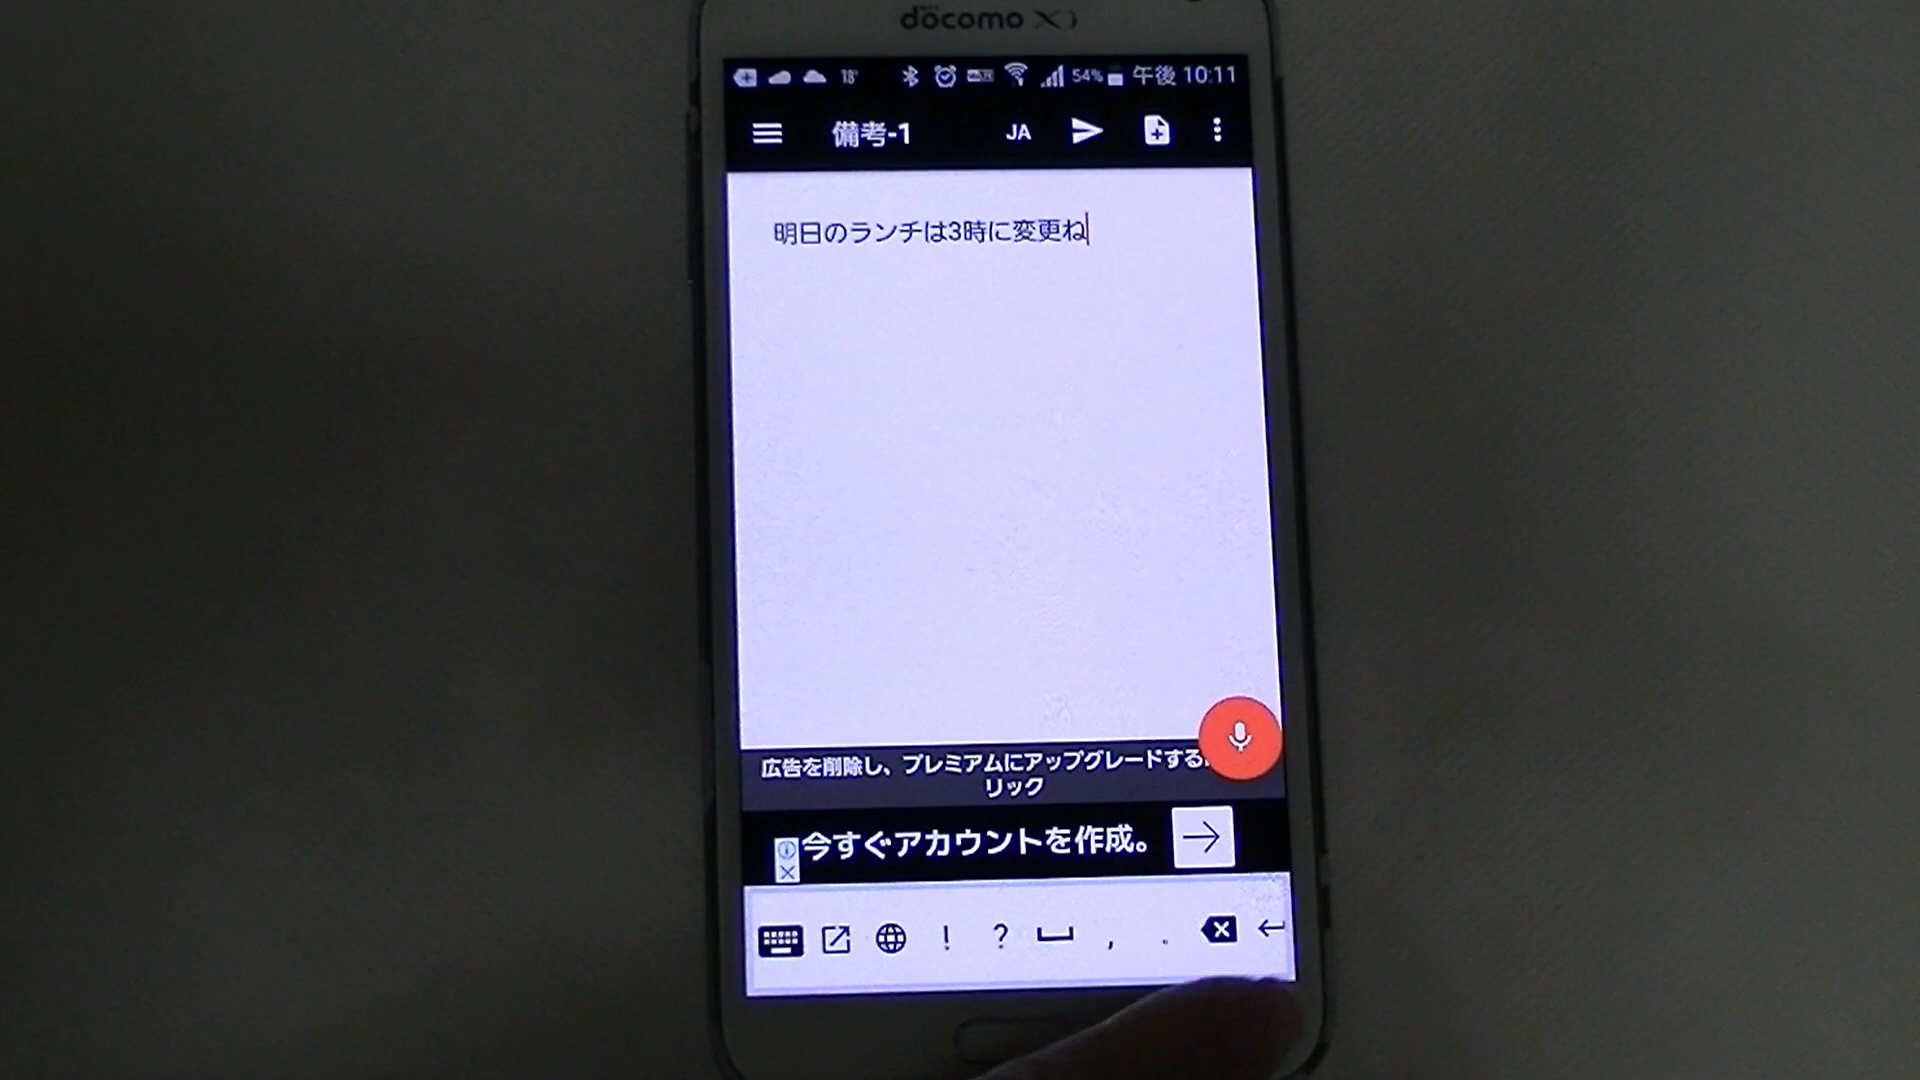 docomo Xi
18° 54% 午後 10:11
備考-1 JA
明日のランチは3時に変更ね
広告を削除し、プレミアムにアップグレードする
リック
今すぐアカウントを作成。
! ? , .